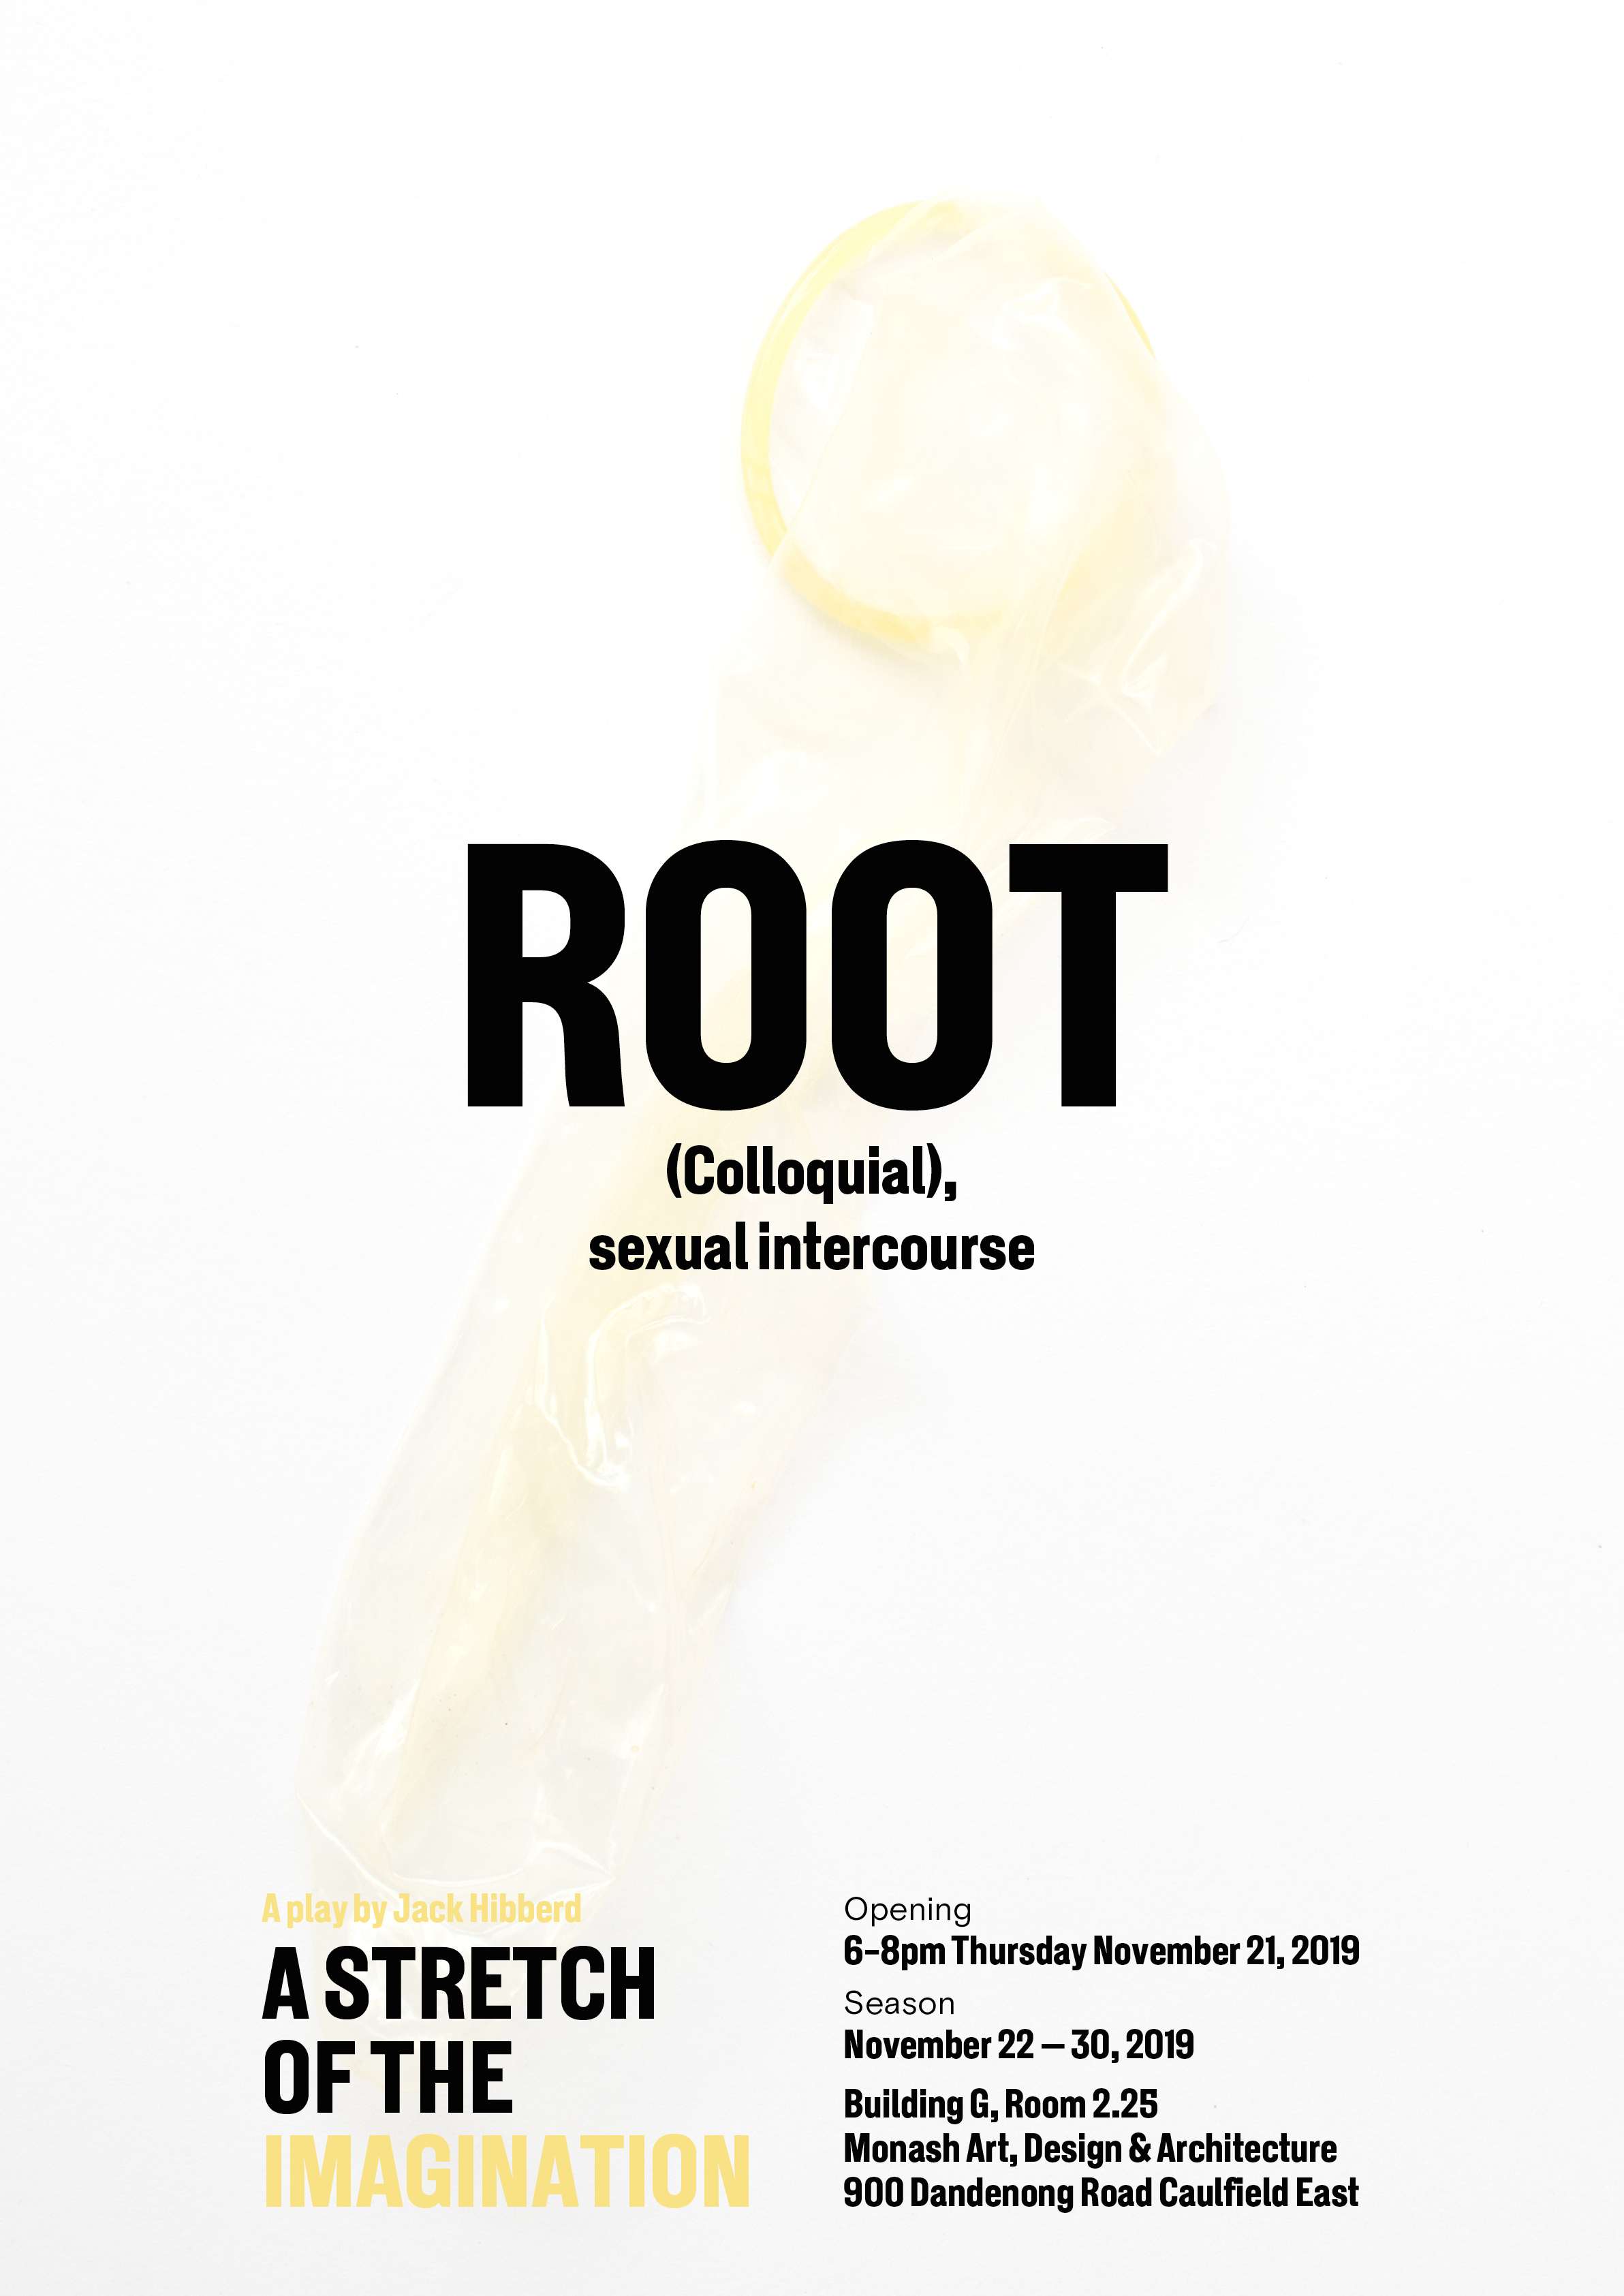 ROOT
(Colloquial),
sexual intercourse
A play by Jack Hibberd
A STRETCH
OF THE
IMAGINATION
Opening
6–8pm Thursday November 21, 2019
Season
November 22 — 30, 2019
Building G, Room 2.25
Monash Art, Design & Architecture
900 Dandenong Road Caulfield East